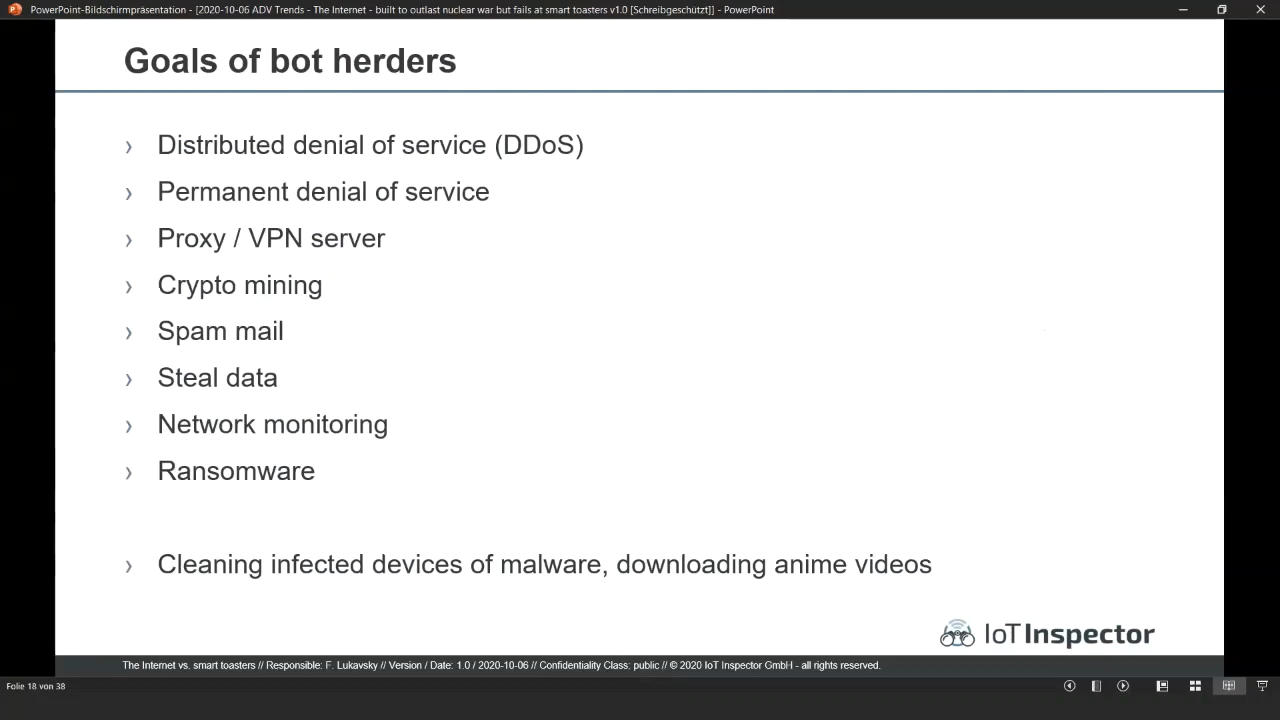 PowerPoint-Bildschirmpräsentation - [2020-10-06 ADV Trends - The Internet - built to outlast nuclear war but fails at smart toasters v1.0 [Schreibgeschützt]] - PowerPoint
Goals of bot herders
› Distributed denial of service (DDoS)
› Permanent denial of service
› Proxy / VPN server
› Crypto mining
› Spam mail
› Steal data
› Network monitoring
› Ransomware
› Cleaning infected devices of malware, downloading anime videos
IoT Inspector
The Internet vs. smart toasters // Responsible: F. Lukavsky // Version / Date: 1.0 / 2020-10-06 // Confidentiality Class: public // © 2020 IoT Inspector GmbH - all rights reserved.
Folie 18 von 38